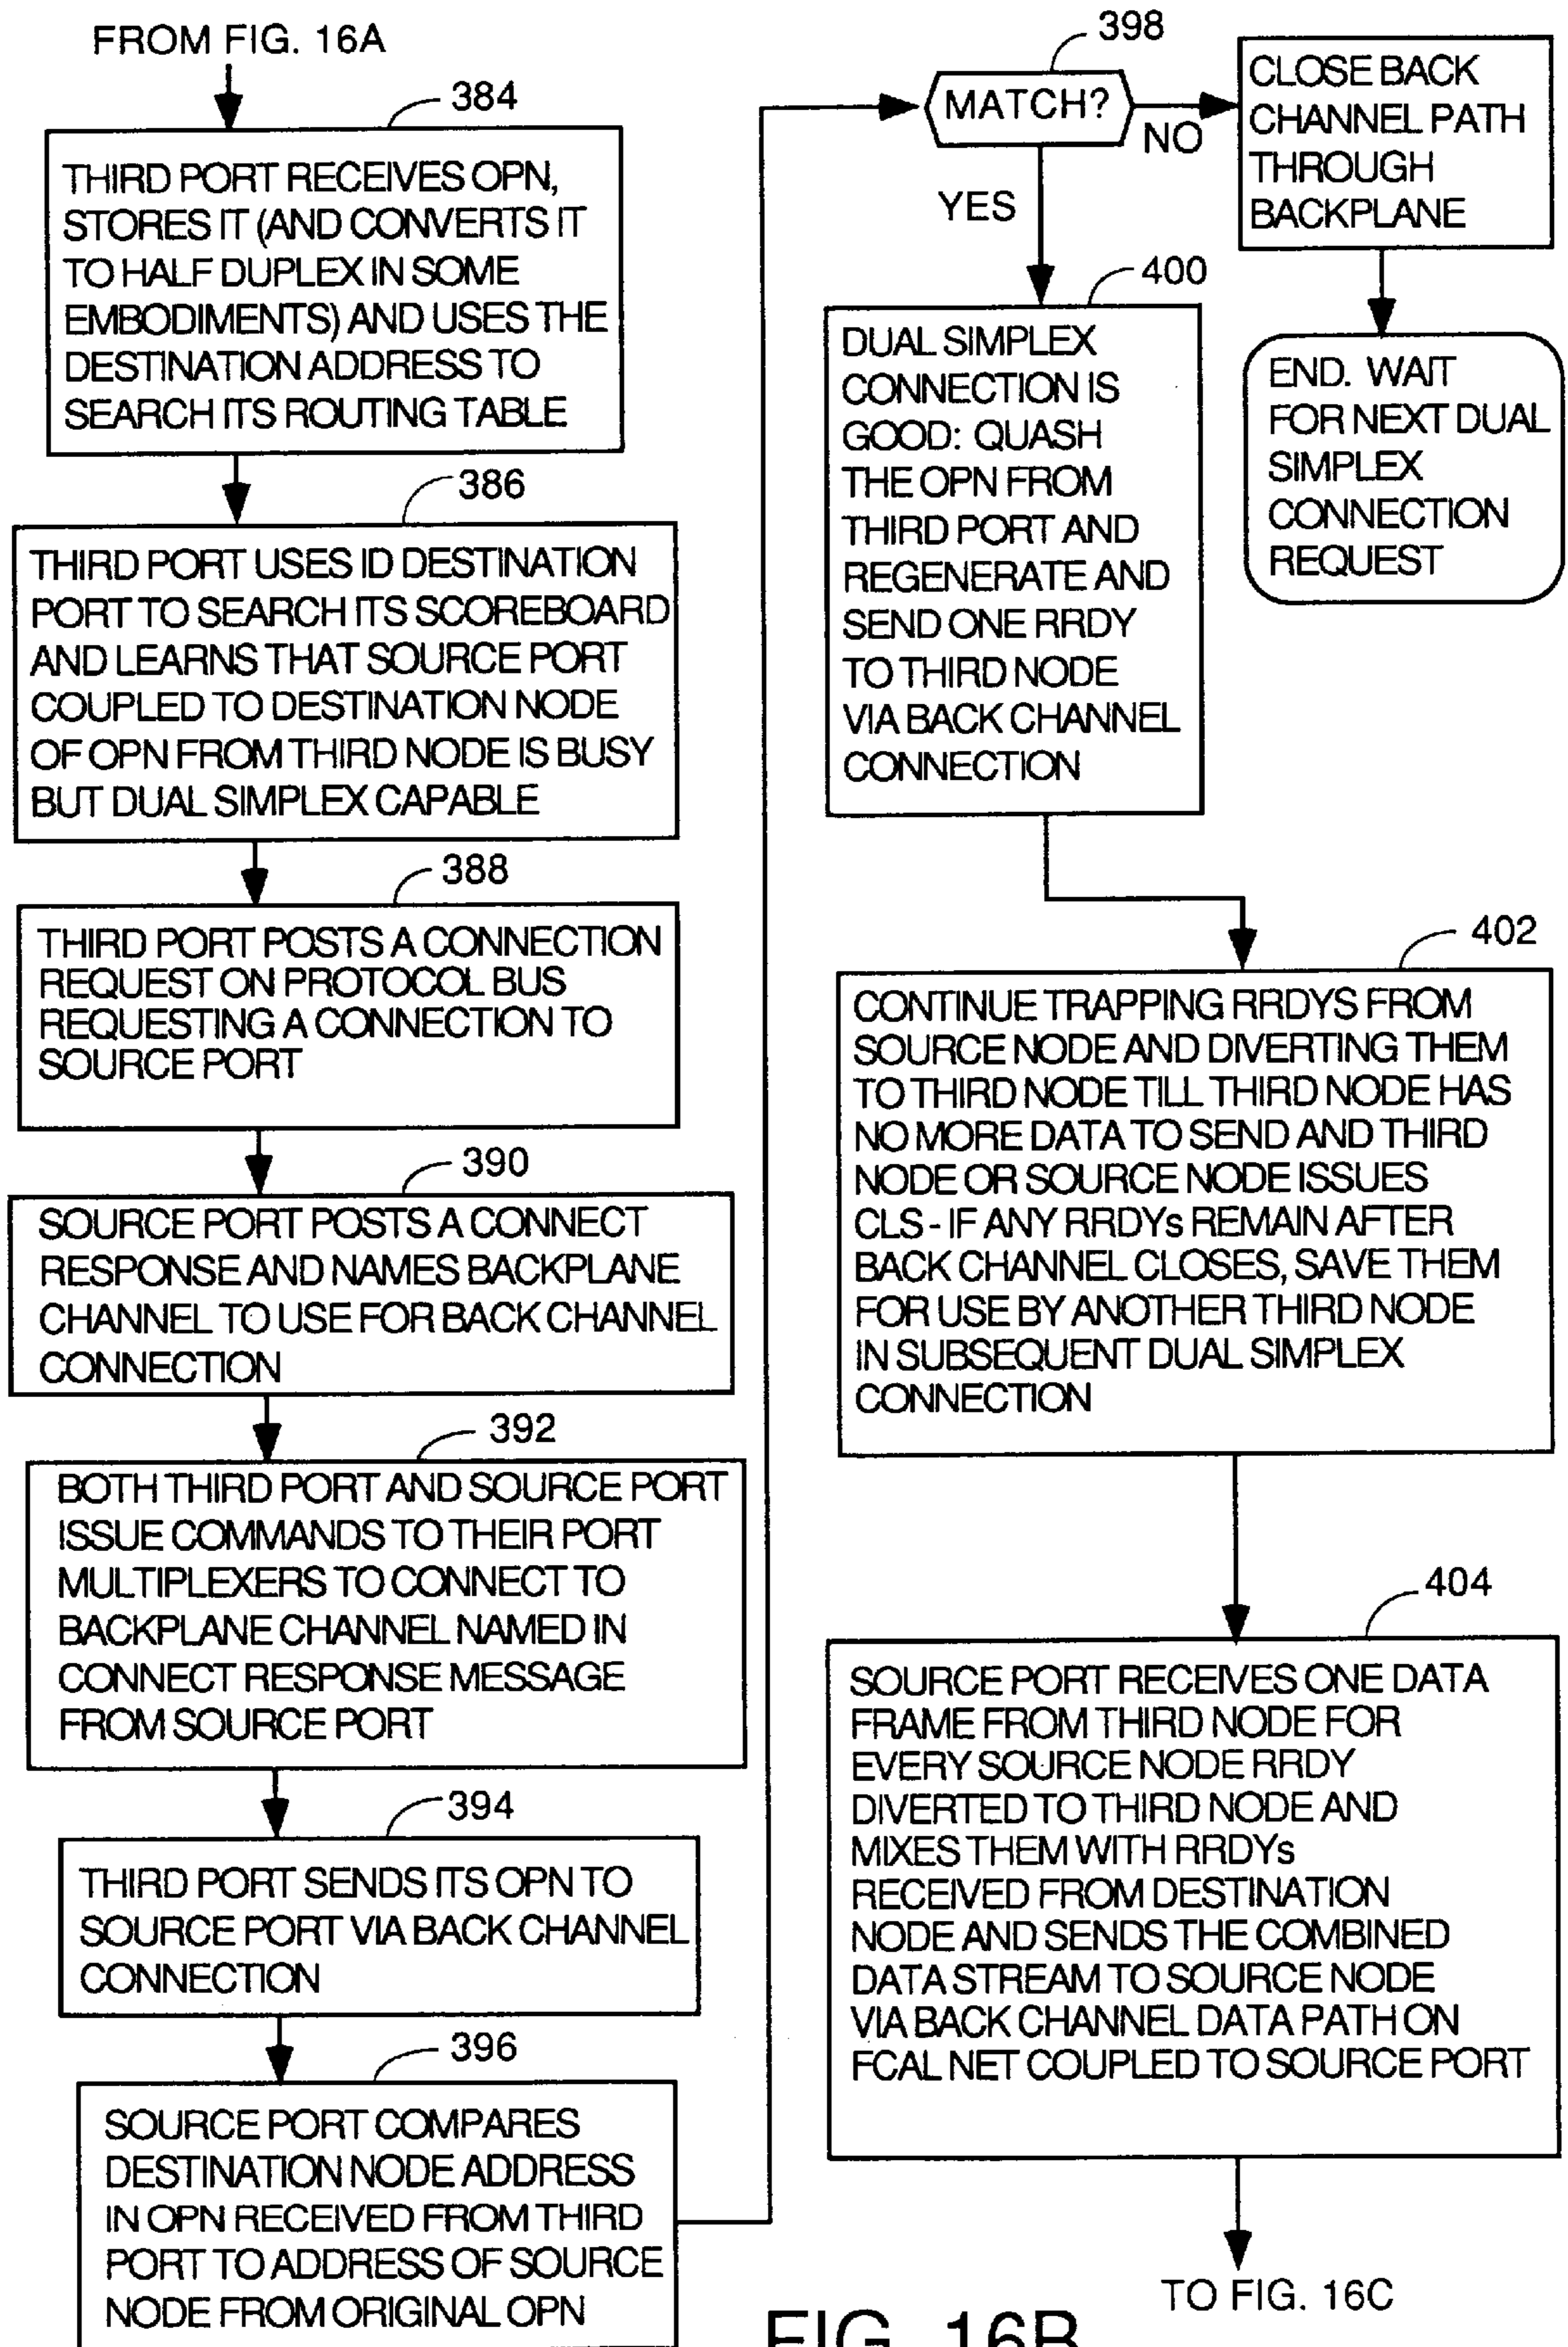 FROM FIG. 16A
384
THIRD PORT RECEIVES OPN,
STORES IT (AND CONVERTS IT
TO HALF DUPLEX IN SOME
EMBODIMENTS) AND USES THE
DESTINATION ADDRESS TO
SEARCH ITS ROUTING TABLE
386
THIRD PORT USES ID DESTINATION
PORT TO SEARCH ITS SCOREBOARD
AND LEARNS THAT SOURCE PORT
COUPLED TO DESTINATION NODE
OF OPN FROM THIRD NODE IS BUSY
BUT DUAL SIMPLEX CAPABLE
388
THIRD PORT POSTS A CONNECTION
REQUEST ON PROTOCOL BUS
REQUESTING A CONNECTION TO
SOURCE PORT
390
SOURCE PORT POSTS A CONNECT
RESPONSE AND NAMES BACKPLANE
CHANNEL TO USE FOR BACK CHANNEL
CONNECTION
392
BOTH THIRD PORT AND SOURCE PORT
ISSUE COMMANDS TO THEIR PORT
MULTIPLEXERS TO CONNECT TO
BACKPLANE CHANNEL NAMED IN
CONNECT RESPONSE MESSAGE
FROM SOURCE PORT
394
THIRD PORT SENDS ITS OPN TO
SOURCE PORT VIA BACK CHANNEL
CONNECTION
396
SOURCE PORT COMPARES
DESTINATION NODE ADDRESS
IN OPN RECEIVED FROM THIRD
PORT TO ADDRESS OF SOURCE
NODE FROM ORIGINAL OPN
398
MATCH?
NO
YES
CLOSE BACK
CHANNEL PATH
THROUGH
BACKPLANE
END. WAIT
FOR NEXT DUAL
SIMPLEX
CONNECTION
REQUEST
400
DUAL SIMPLEX
CONNECTION IS
GOOD: QUASH
THE OPN FROM
THIRD PORT AND
REGENERATE AND
SEND ONE RRDY
TO THIRD NODE
VIA BACK CHANNEL
CONNECTION
402
CONTINUE TRAPPING RRDYS FROM
SOURCE NODE AND DIVERTING THEM
TO THIRD NODE TILL THIRD NODE HAS
NO MORE DATA TO SEND AND THIRD
NODE OR SOURCE NODE ISSUES
CLS - IF ANY RRDYs REMAIN AFTER
BACK CHANNEL CLOSES, SAVE THEM
FOR USE BY ANOTHER THIRD NODE
IN SUBSEQUENT DUAL SIMPLEX
CONNECTION
404
SOURCE PORT RECEIVES ONE DATA
FRAME FROM THIRD NODE FOR
EVERY SOURCE NODE RRDY
DIVERTED TO THIRD NODE AND
MIXES THEM WITH RRDYs
RECEIVED FROM DESTINATION
NODE AND SENDS THE COMBINED
DATA STREAM TO SOURCE NODE
VIA BACK CHANNEL DATA PATH ON
FCAL NET COUPLED TO SOURCE PORT
TO FIG. 16C
FIG. 16B